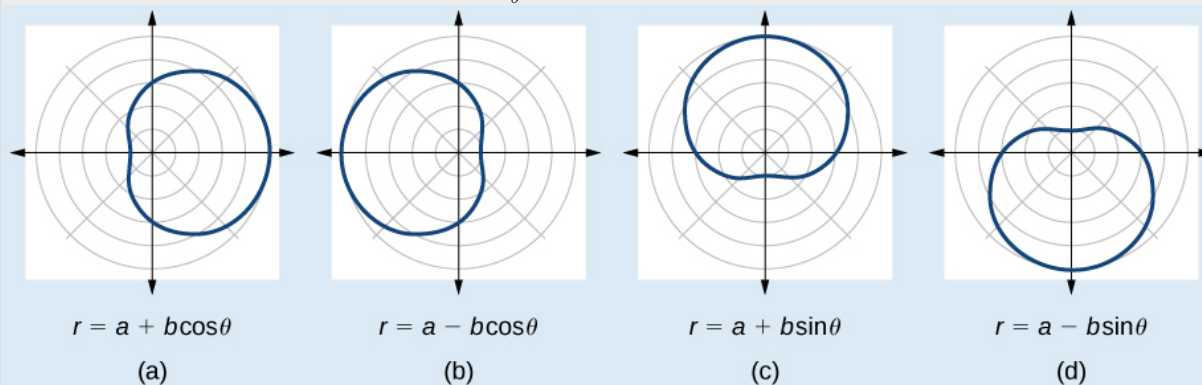 θ
r = a + bcosθ r = a − bcosθ r = a + bsinθ r = a − bsinθ
(a) (b) (c) (d)